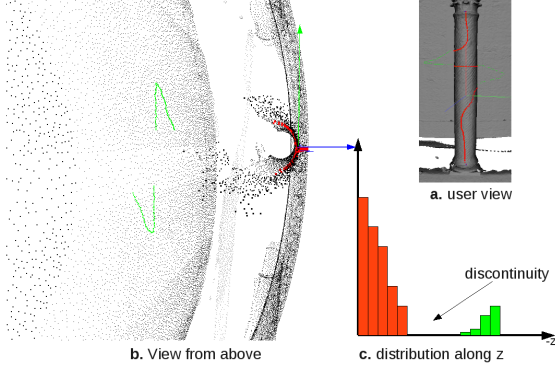 a. user view
discontinuity
-z
b. View from above
c. distribution along z